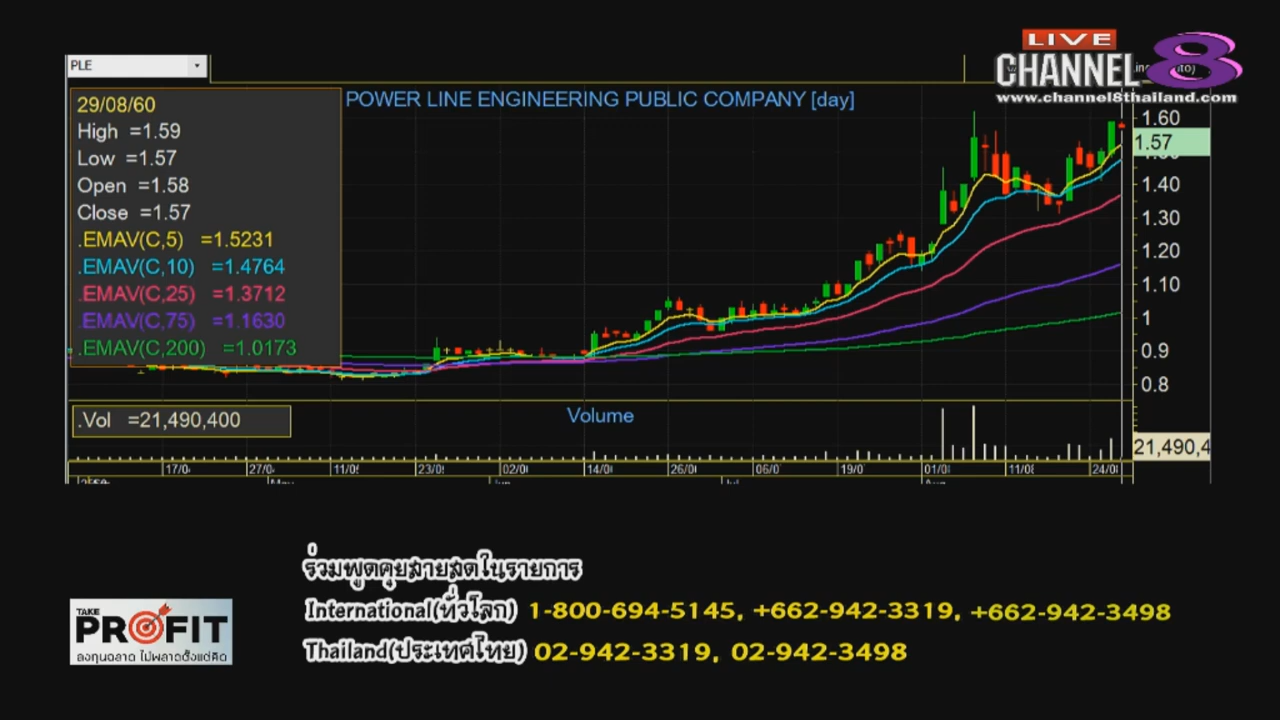 PLE
LIVE
CHANNEL 8
www.channel8thailand.com
POWER LINE ENGINEERING PUBLIC COMPANY [day]
29/08/60
High =1.59
Low =1.57
Open =1.58
Close =1.57
.EMAV(C,5) =1.5231
.EMAV(C,10) =1.4764
.EMAV(C,25) =1.3712
.EMAV(C,75) =1.1630
.EMAV(C,200) =1.0173
1.60
1.57
1.40
1.30
1.20
1.10
1
0.9
0.8
.Vol =21,490,400
Volume
21,490,4
17/0 27/0 11/0 23/0 02/0 14/0 26/0 06/0 19/0 01/0 11/0 24/0
ร่วมพูดคุยสายสดในรายการ
International(ทั่วโลก) 1-800-694-5145, +662-942-3319, +662-942-3498
Thailand(ประเทศไทย) 02-942-3319, 02-942-3498
TAKE
PROFIT
ลงทุนฉลาด ไม่พลาดตั้งแต่คิด